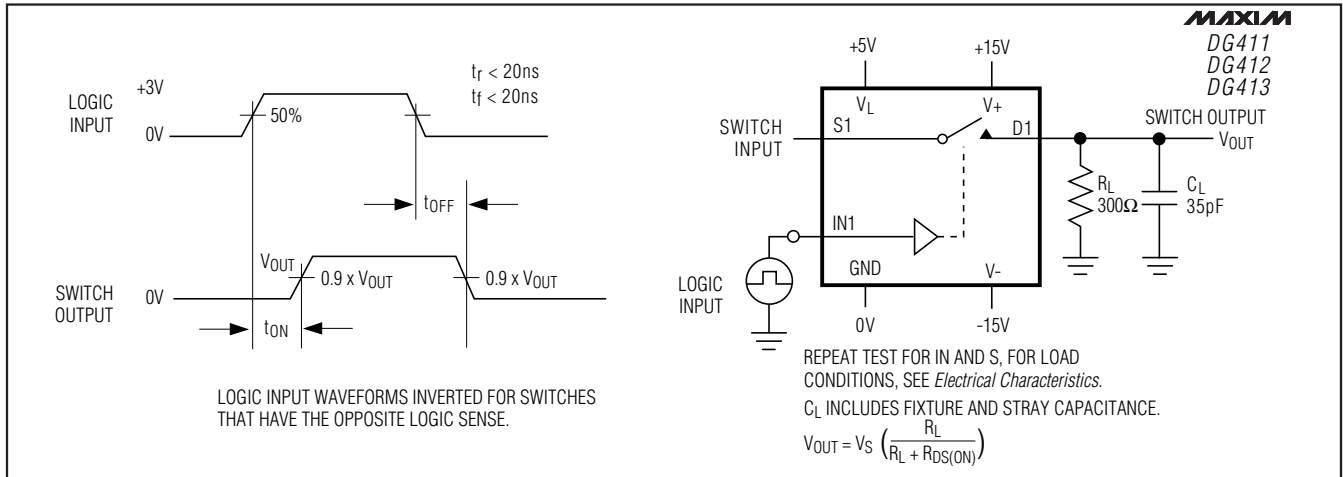 MAXIM
DG411
DG412
DG413
LOGIC
INPUT
+3V
0V
50%
tr < 20ns
tf < 20ns
tOFF
SWITCH
OUTPUT
VOUT
0V
0.9 x VOUT
0.9 x VOUT
tON
LOGIC INPUT WAVEFORMS INVERTED FOR SWITCHES
THAT HAVE THE OPPOSITE LOGIC SENSE.
+5V
+15V
VL
V+
SWITCH
INPUT
S1
D1
SWITCH OUTPUT
VOUT
RL
300Ω
CL
35pF
IN1
LOGIC
INPUT
GND
V-
0V
-15V
REPEAT TEST FOR IN AND S, FOR LOAD
CONDITIONS, SEE Electrical Characteristics.
CL INCLUDES FIXTURE AND STRAY CAPACITANCE.
VOUT = VS (RL / RL + RDS(ON))